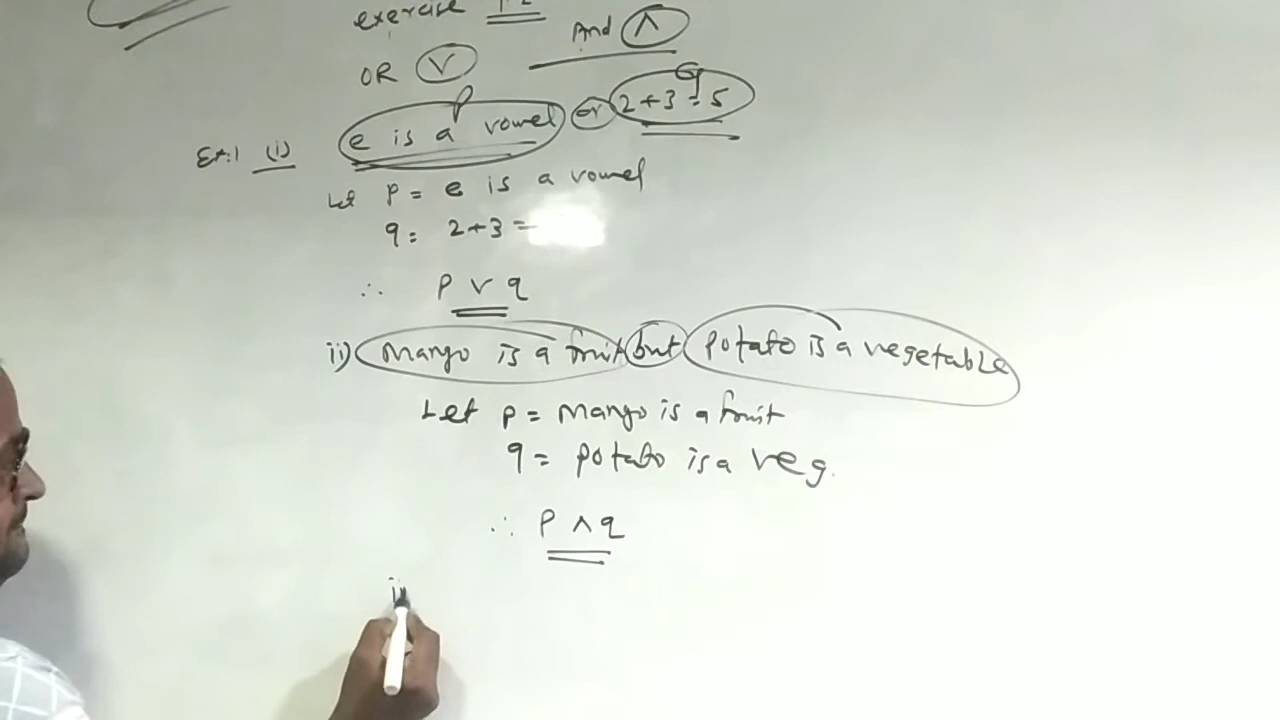 exercise
And ∧
OR ∨
p q
Ex:1 (i) e is a vowel or 2+3=5
Let p = e is a vowel
q: 2+3=
∴ p ∨ q
ii) mango is a fruit but potato is a vegetable
Let p = mango is a fruit
q = potato is a veg.
∴ p ∧ q
ii